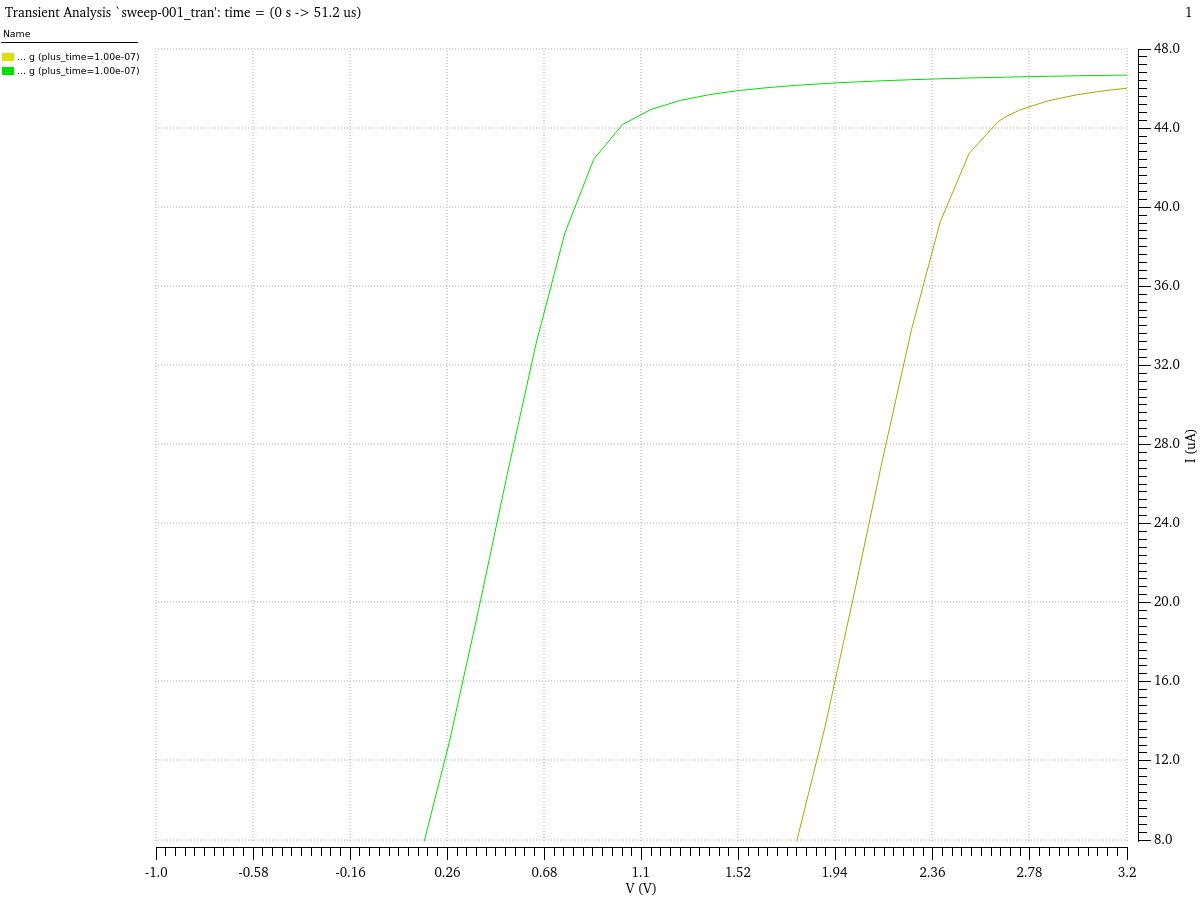 Transient Analysis `sweep-001_tran': time = (0 s -> 51.2 us)
1
Name
... g (plus_time=1.00e-07)
... g (plus_time=1.00e-07)
48.0
44.0
40.0
36.0
32.0
28.0
24.0
20.0
16.0
12.0
8.0
I (uA)
-1.0 -0.58 -0.16 0.26 0.68 1.1 1.52 1.94 2.36 2.78 3.2
V (V)